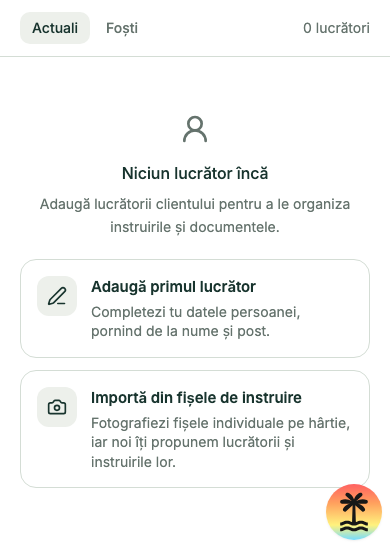 Actuali
Foști
0 lucrători
Niciun lucrător încă
Adaugă lucrătorii clientului pentru a le organiza
instruirile și documentele.
Adaugă primul lucrător
Completezi tu datele persoanei,
pornind de la nume și post.
Importă din fișele de instruire
Fotografiezi fișele individuale pe hârtie,
iar noi îți propunem lucrătorii și
instruirile lor.